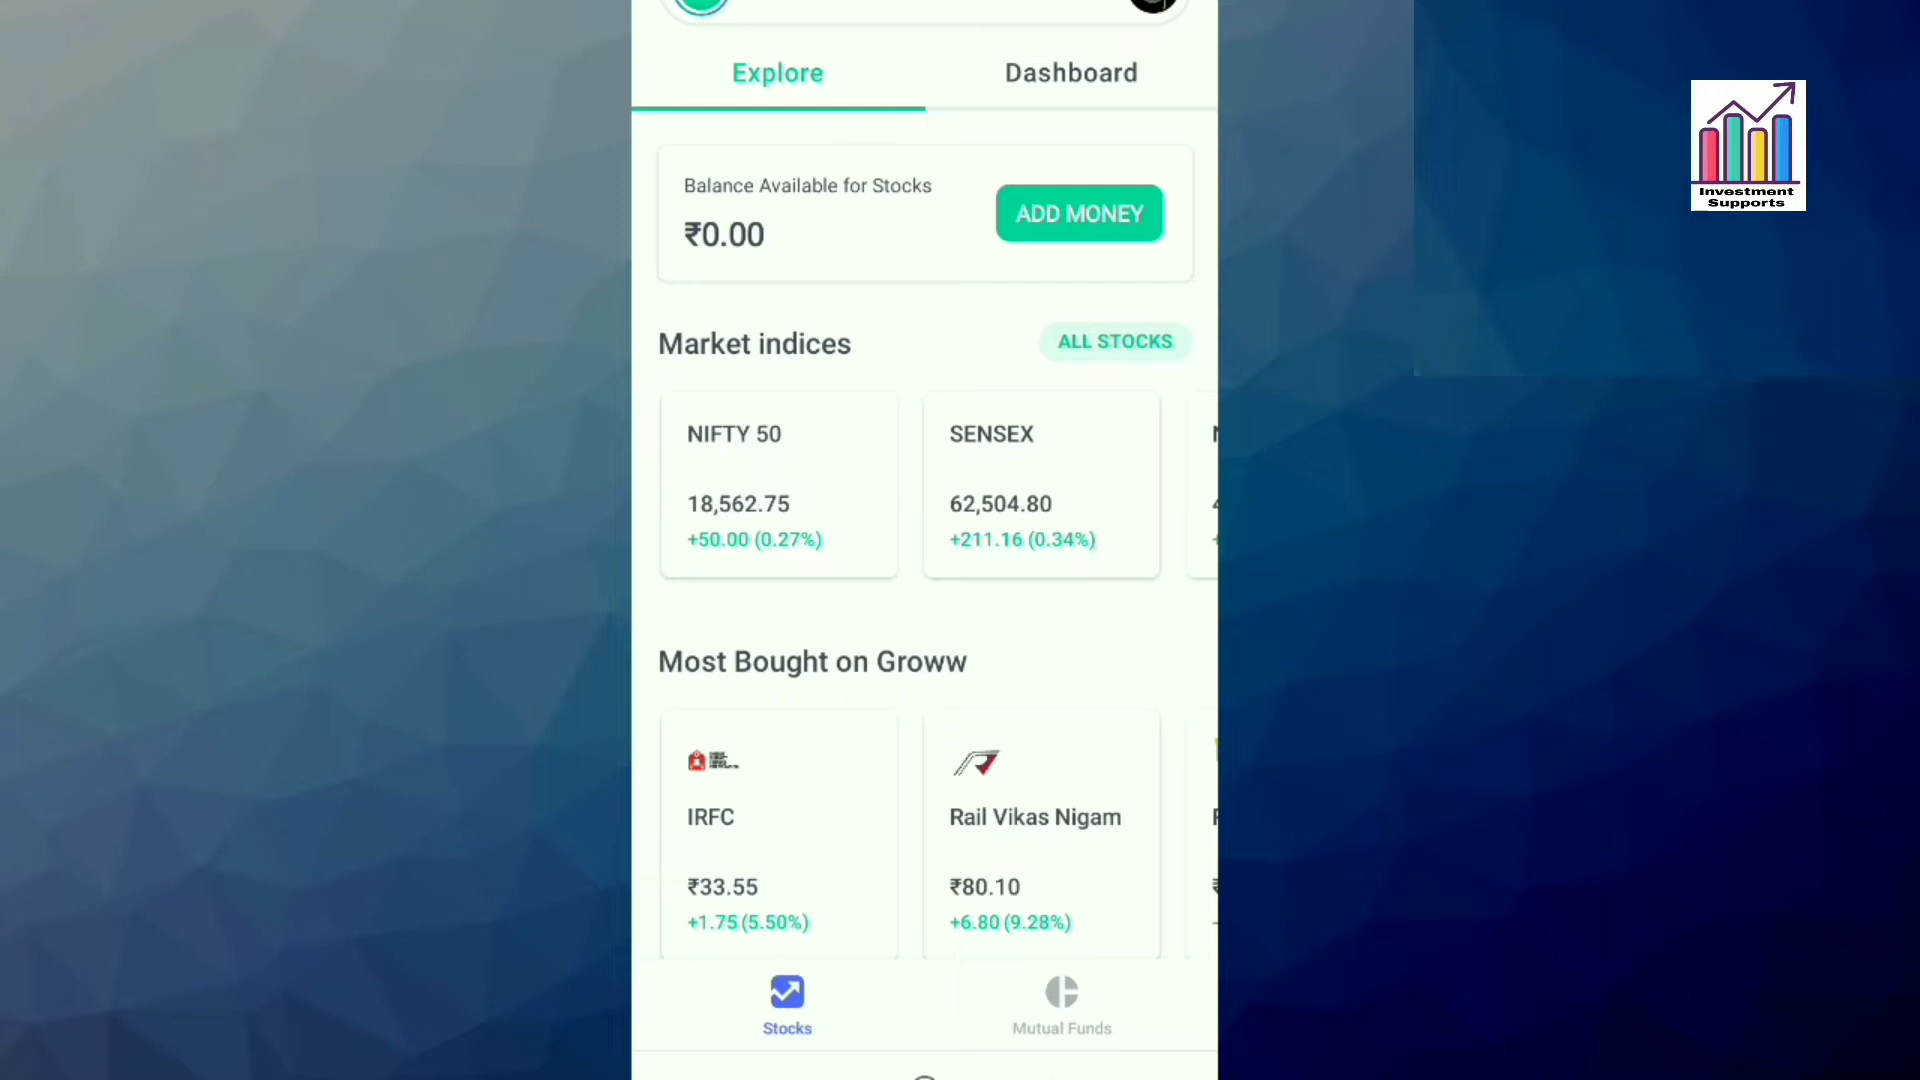 Explore
Dashboard
Investment
Supports
Balance Available for Stocks
₹0.00
ADD MONEY
Market indices
ALL STOCKS
NIFTY 50
SENSEX
18,562.75
62,504.80
+50.00 (0.27%)
+211.16 (0.34%)
Most Bought on Groww
IRFC
Rail Vikas Nigam
₹33.55
₹80.10
+1.75 (5.50%)
+6.80 (9.28%)
Stocks
Mutual Funds